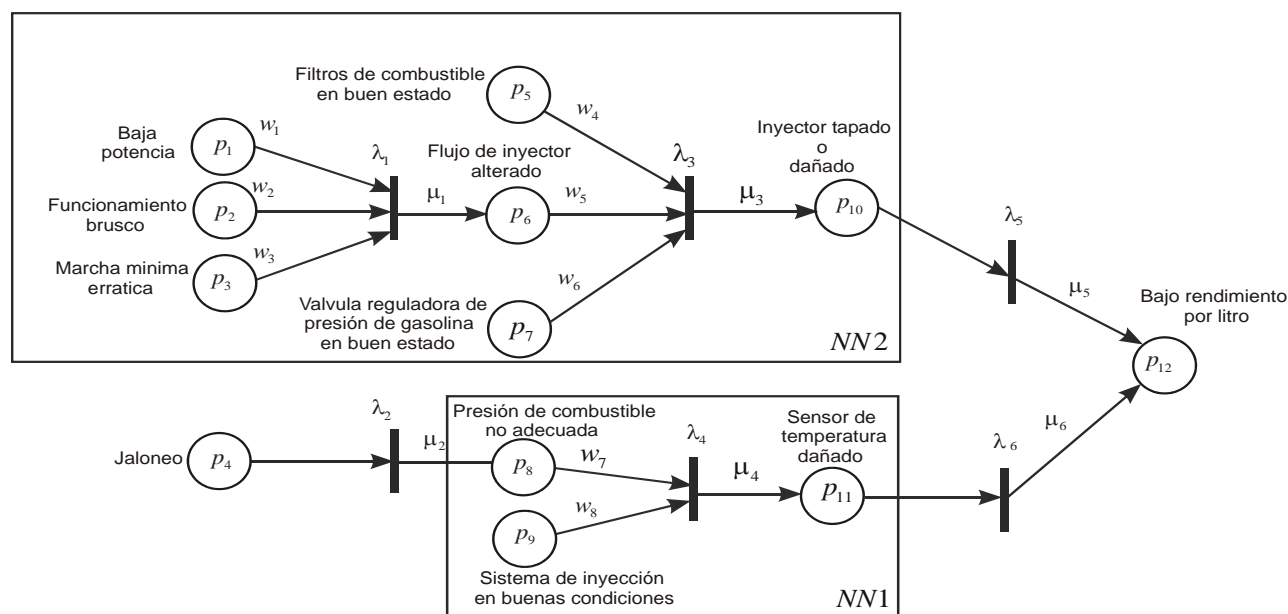 Filtros de combustible
en buen estado
p5
w4
Baja
potencia
p1
w1
λ1
Funcionamiento
brusco
p2
w2
μ1
Marcha minima
erratica
p3
w3
Flujo de inyector
alterado
p6
w5
λ3
μ3
Valvula reguladora de
presión de gasolina
en buen estado
p7
w6
Inyector tapado
o
dañado
p10
NN2
λ5
μ5
Bajo rendimiento
por litro
p12
Jaloneo
p4
λ2
μ2
Presión de combustible
no adecuada
p8
w7
λ4
μ4
p9
w8
Sistema de inyección
en buenas condiciones
Sensor de
temperatura
dañado
p11
NN1
λ6
μ6